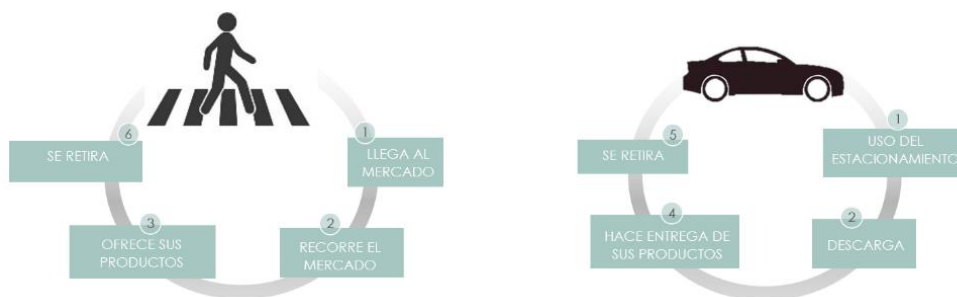 1
LLEGA AL
MERCADO
2
RECORRE EL
MERCADO
3
OFRECE SUS
PRODUCTOS
6
SE RETIRA
1
USO DEL
ESTACIONAMIENTO
2
DESCARGA
4
HACE ENTREGA DE
SUS PRODUCTOS
5
SE RETIRA